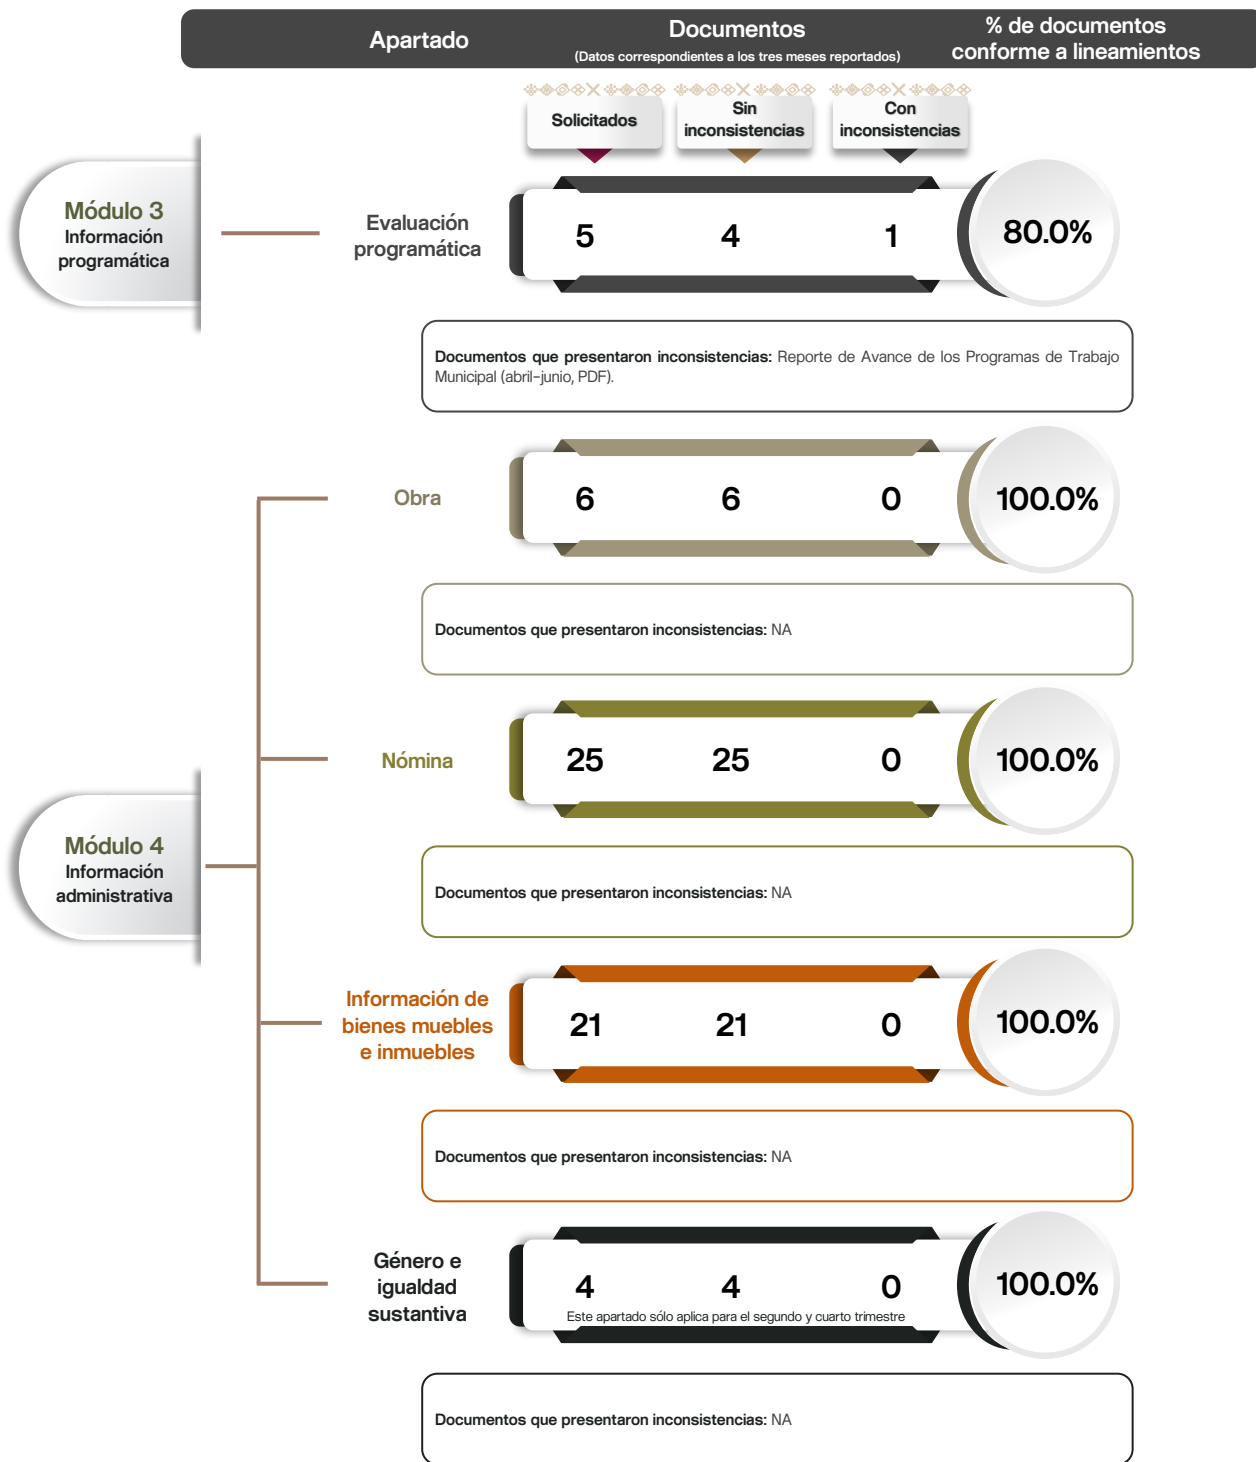 Apartado
Documentos
(Datos correspondientes a los tres meses reportados)
% de documentos
conforme a lineamientos
Solicitados
Sin
inconsistencias
Con
inconsistencias
Módulo 3
Información
programática
Evaluación
programática
5 4 1 80.0%
Documentos que presentaron inconsistencias: Reporte de Avance de los Programas de Trabajo
Municipal (abril-junio, PDF).
Obra
6 6 0 100.0%
Documentos que presentaron inconsistencias: NA
Nómina
25 25 0 100.0%
Documentos que presentaron inconsistencias: NA
Módulo 4
Información
administrativa
Información de
bienes muebles
e inmuebles
21 21 0 100.0%
Documentos que presentaron inconsistencias: NA
Género e
igualdad
sustantiva
4 4 0 100.0%
Este apartado sólo aplica para el segundo y cuarto trimestre
Documentos que presentaron inconsistencias: NA